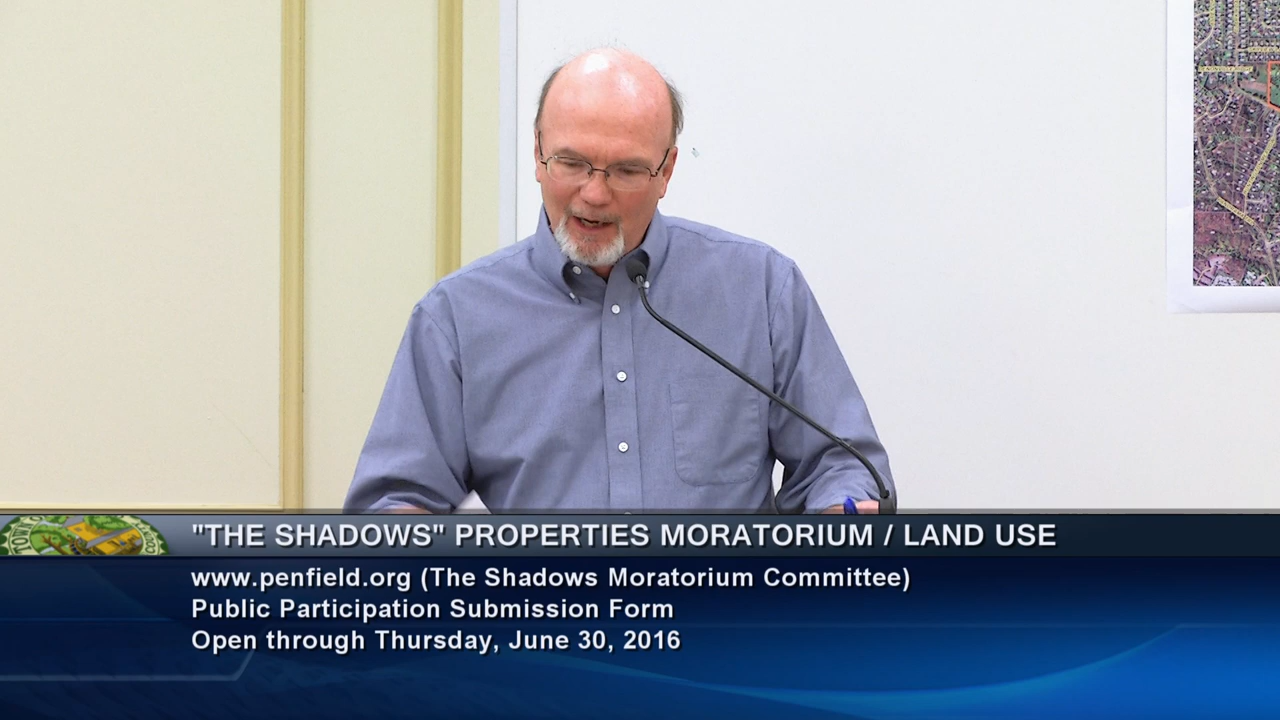 "THE SHADOWS" PROPERTIES MORATORIUM / LAND USE
www.penfield.org (The Shadows Moratorium Committee)
Public Participation Submission Form
Open through Thursday, June 30, 2016